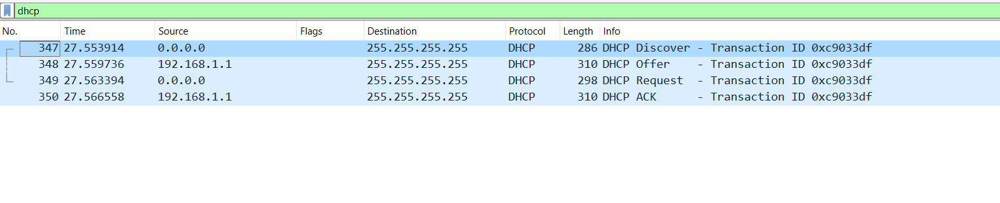 dhcp
No. Time Source Flags Destination Protocol Length Info
347 27.553914 0.0.0.0 255.255.255.255 DHCP 286 DHCP Discover - Transaction ID 0xc9033df
348 27.559736 192.168.1.1 255.255.255.255 DHCP 310 DHCP Offer - Transaction ID 0xc9033df
349 27.563394 0.0.0.0 255.255.255.255 DHCP 298 DHCP Request - Transaction ID 0xc9033df
350 27.566558 192.168.1.1 255.255.255.255 DHCP 310 DHCP ACK - Transaction ID 0xc9033df